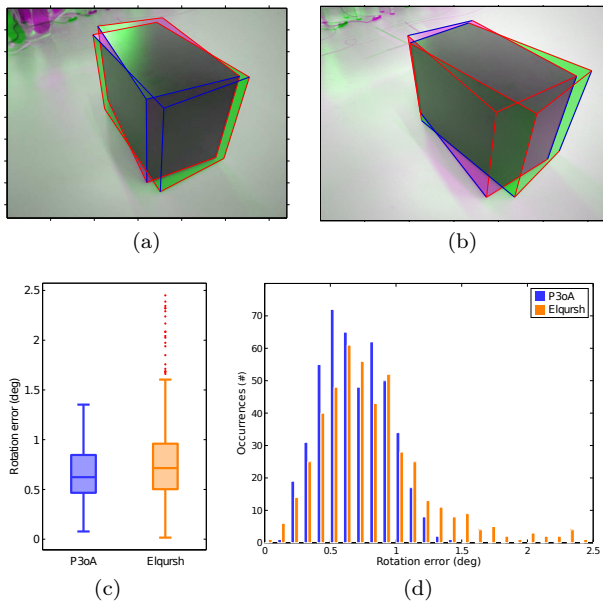 (a)
(b)
2.5
2
1.5
1
0.5
0
Rotation error (deg)
P3oA
Elqursh
(c)
P3oA
Elqursh
70
60
50
40
30
20
10
0
Occurrences (#)
0 0.5 1 1.5 2 2.5
Rotation error (deg)
(d)